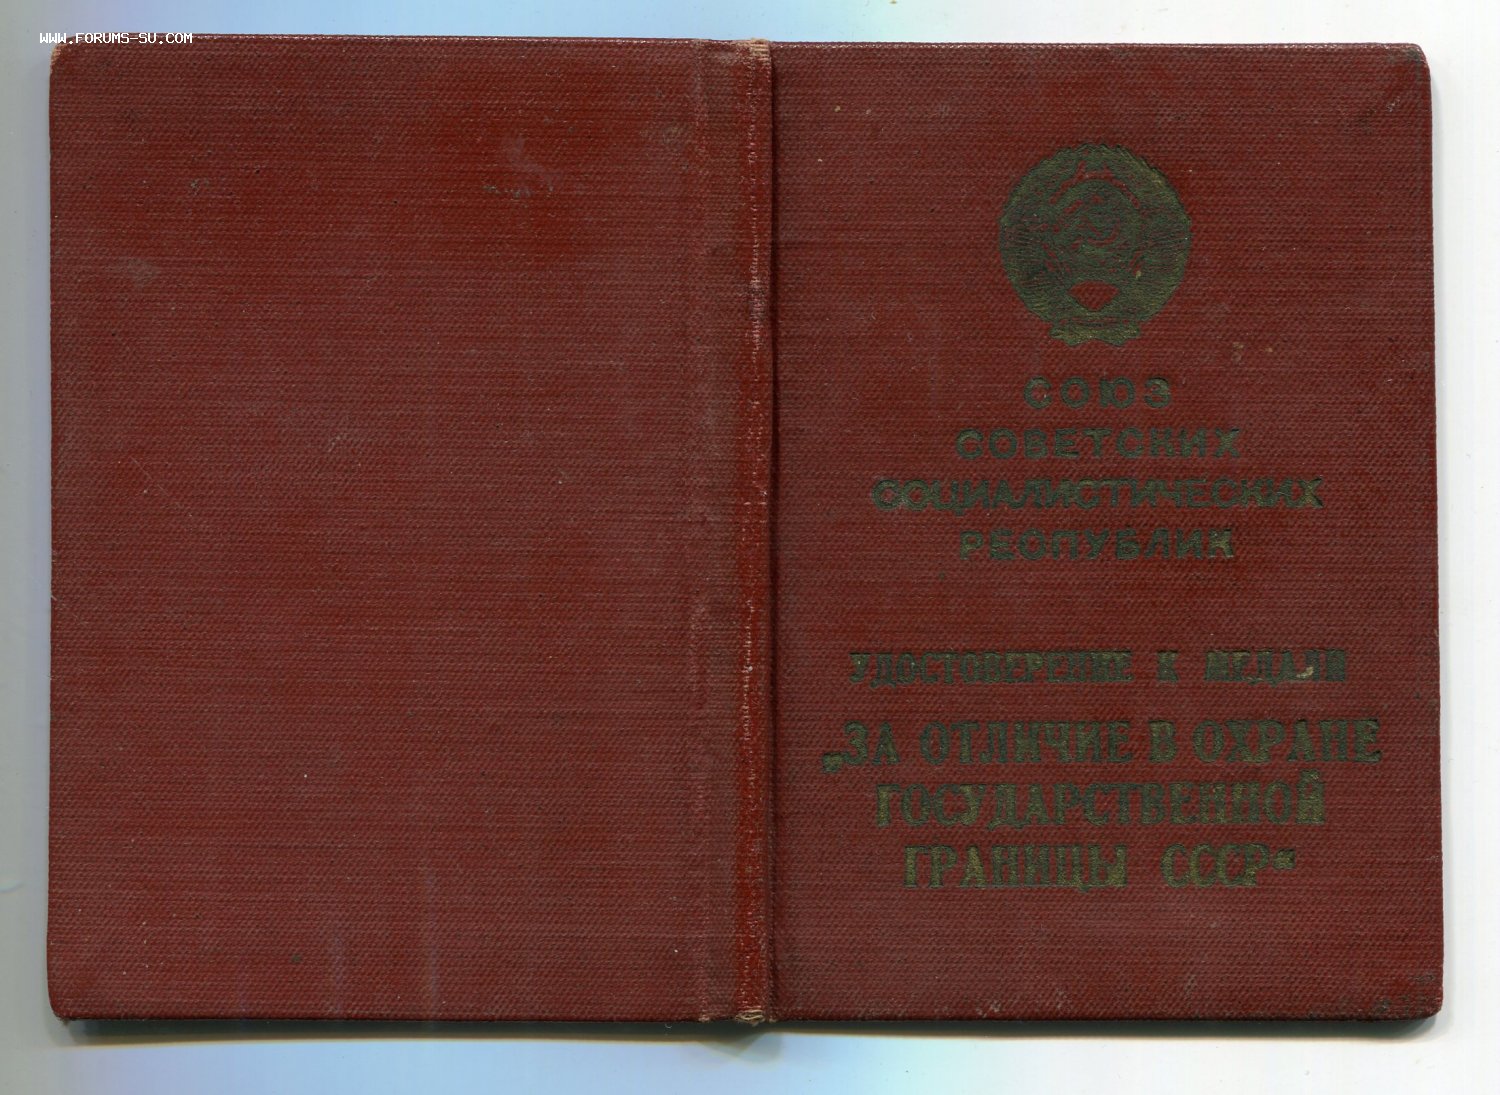 www.FORUMS-SU.COM
СОЮЗ
СОВЕТСКИХ
СОЦИАЛИСТИЧЕСКИХ
РЕСПУБЛИК
УДОСТОВЕРЕНИЕ К МЕДАЛИ
„ЗА ОТЛИЧИЕ В ОХРАНЕ
ГОСУДАРСТВЕННОЙ
ГРАНИЦЫ СССР“